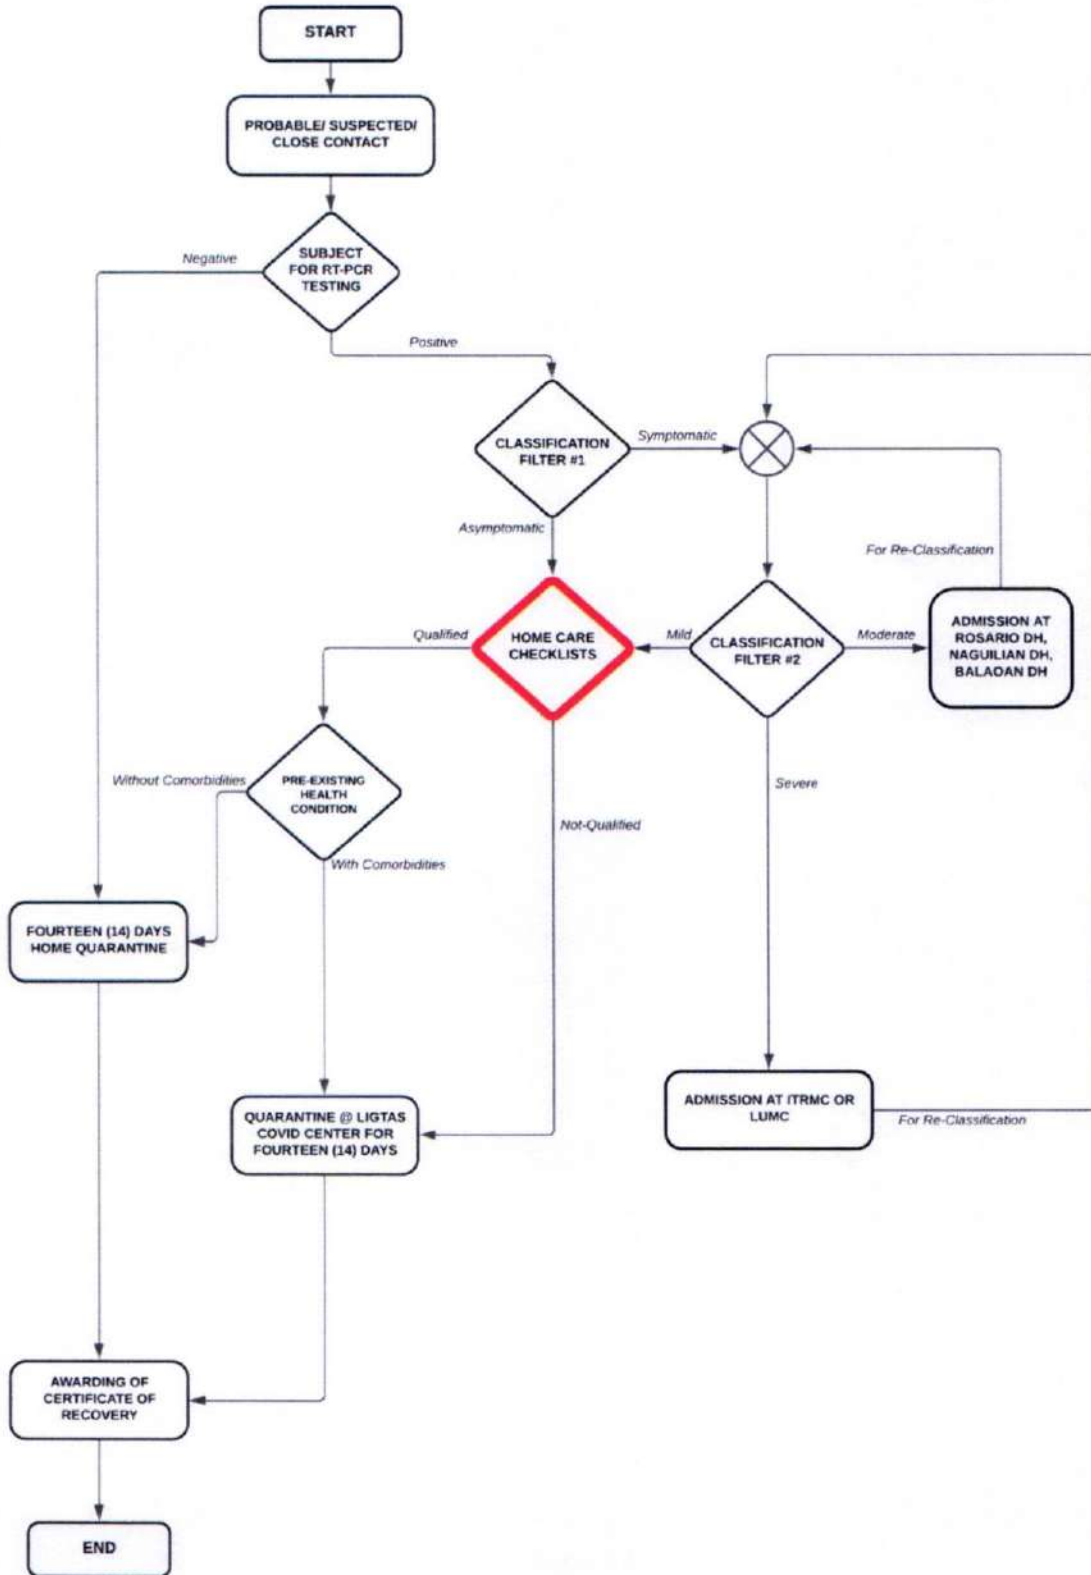 START
PROBABLE/ SUSPECTED/
CLOSE CONTACT
SUBJECT
FOR RT-PCR
TESTING
Negative
Positive
CLASSIFICATION
FILTER #1
Symptomatic
Asymptomatic
For Re-Classification
HOME CARE
CHECKLISTS
Qualified
Mild
CLASSIFICATION
FILTER #2
Moderate
ADMISSION AT
ROSARIO DH,
NAGUILIAN DH,
BALAOAN DH
Without Comorbidities
PRE-EXISTING
HEALTH
CONDITION
Severe
Not-Qualified
With Comorbidities
FOURTEEN (14) DAYS
HOME QUARANTINE
QUARANTINE @ LIGTAS
COVID CENTER FOR
FOURTEEN (14) DAYS
ADMISSION AT ITRMC OR
LUMC
For Re-Classification
AWARDING OF
CERTIFICATE OF
RECOVERY
END